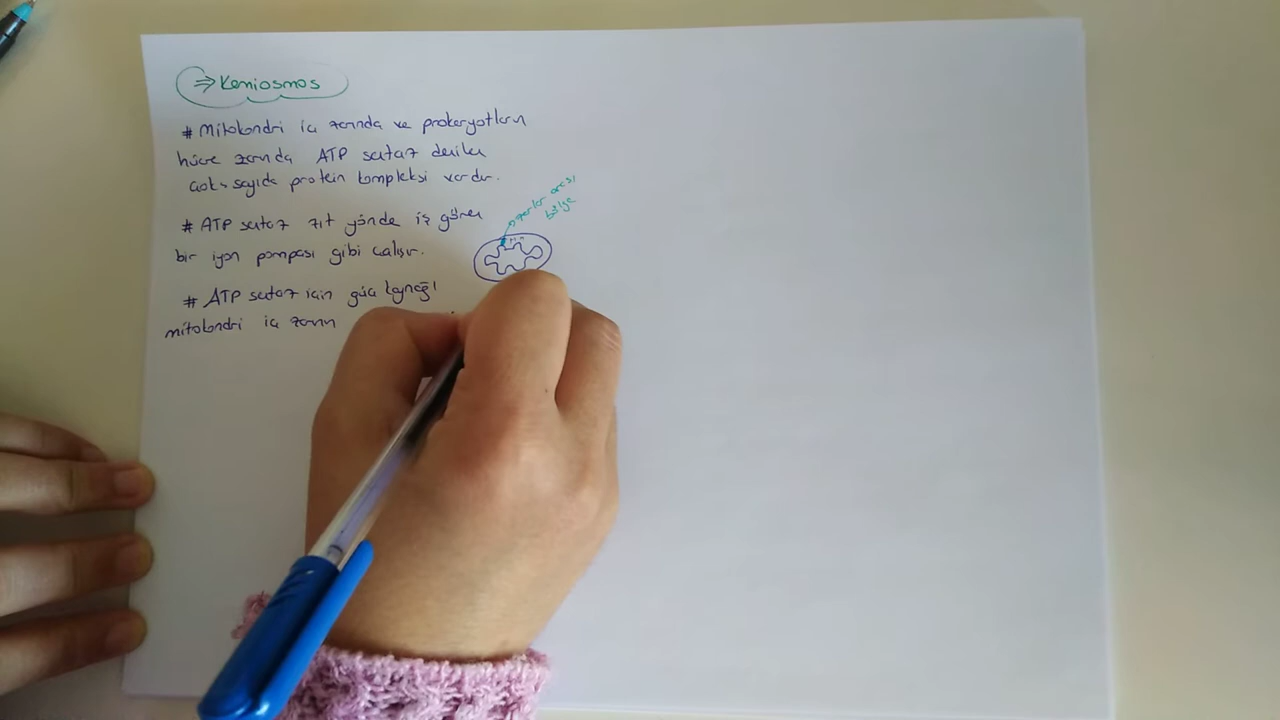 ⇒ Kemiosmos
# Mitokondri iç zarında ve prokaryotların
hücre zarında ATP sentaz denilen
çok sayıda protein kompleksi vardır.
# ATP sentaz zıt yönde iş gören
bir iyon pompası gibi çalışır.
zarlar arası
bölge
# ATP sentaz için güç kaynağı
mitokondri iç zarın